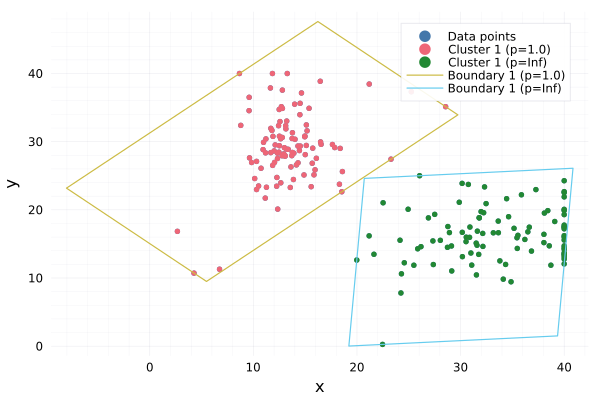 Data points
Cluster 1 (p=1.0)
Cluster 1 (p=Inf)
Boundary 1 (p=1.0)
Boundary 1 (p=Inf)
40
30
20
10
0
y
0 10 20 30 40
x